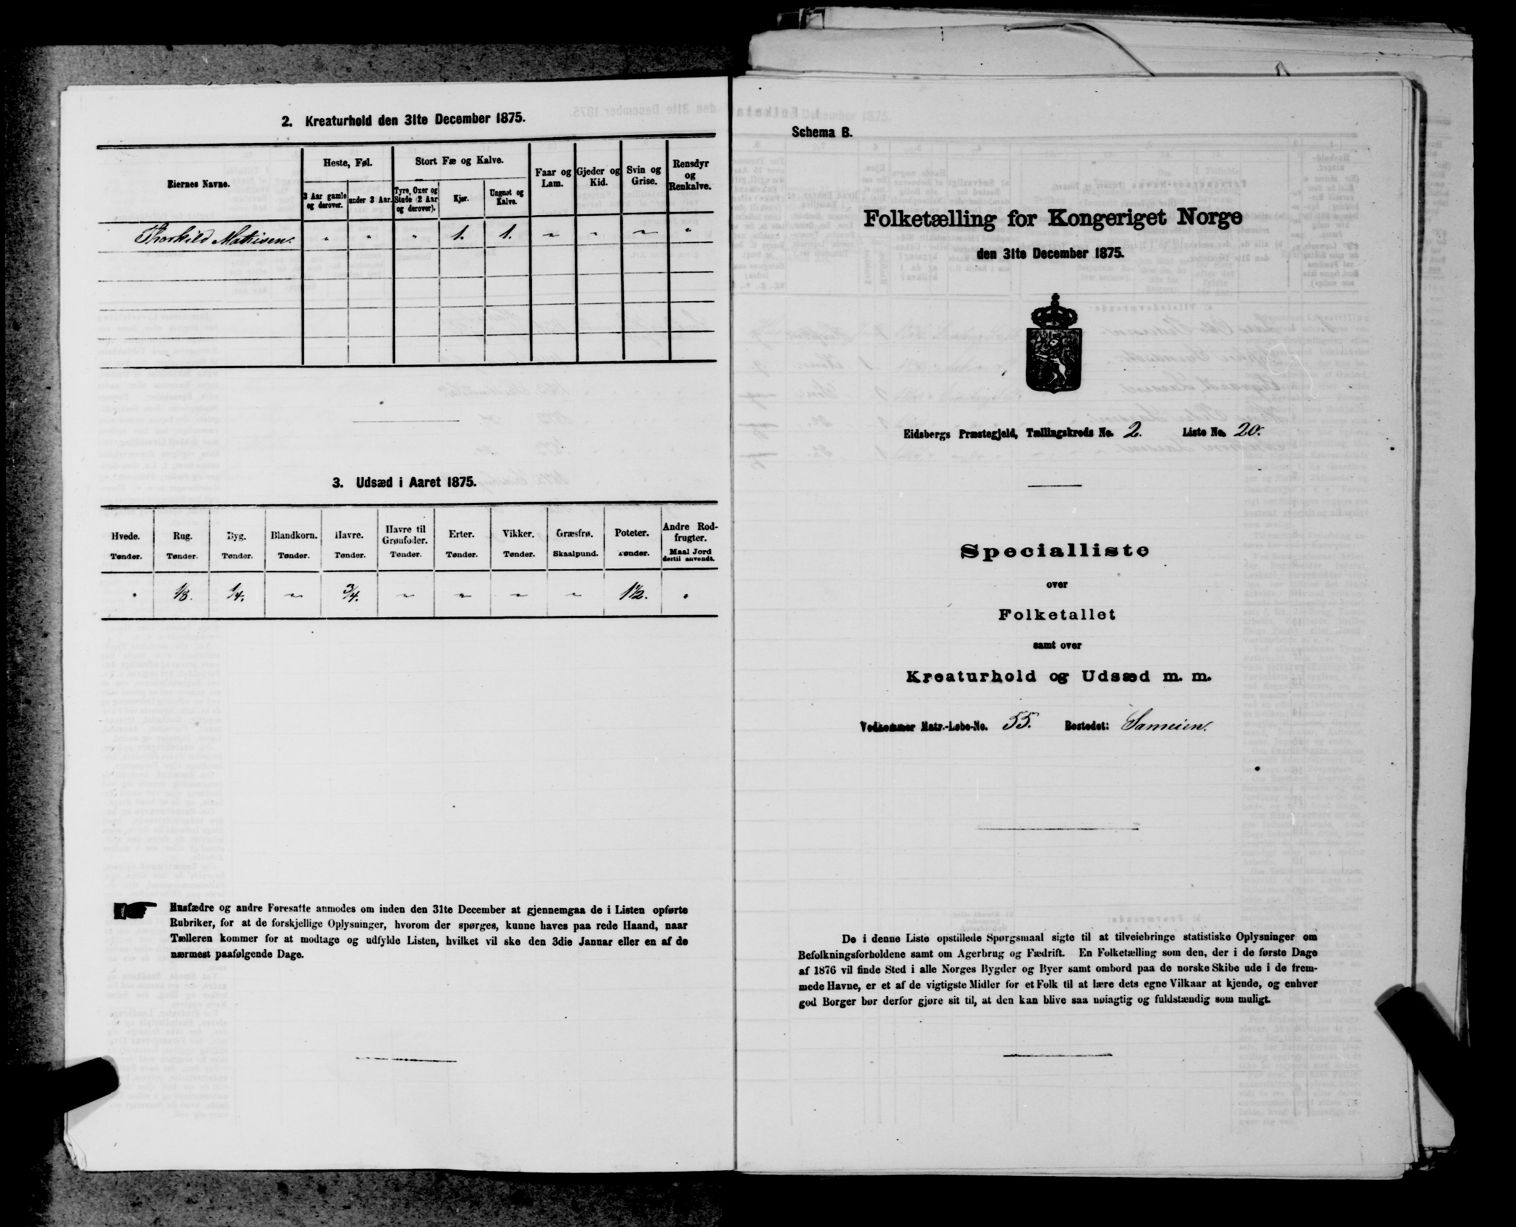 2. Kreaturhold den 31te December 1875.
Eiernes Navne.
Heste, Føl.
Stort Fæ og Kalve.
Faar og Lam.
Gjeder og Kid.
Svin og Grise.
Rensdyr og Renkalve.
3 Aar gamle og derover.
under 3 Aar.
Tyre, Oxer og Stude (2 Aar og derover).
Kjør.
Ungnøt og Kalve.
Thorkild Mathisen. " " " 1. 1. " " " "
3. Udsæd i Aaret 1875.
Hvede. Rug. Byg. Blandkorn. Havre. Havre til Grønfoder. Erter. Vikker. Græsfrø. Poteter. Andre Rodfrugter.
Tønder. Tønder. Tønder. Tønder. Tønder. Tønder. Tønder. Tønder. Skaalpund. Tønder. Maal Jord dertil anvendt.
" 1/8. 1/4. " 3/4. " " " " 1 1/2. "
Husfædre og andre Foresatte anmodes om inden den 31te December at gjennemgaa de i Listen opførte
Rubriker, for at de forskjellige Oplysninger, hvorom der spørges, kunne haves paa rede Haand, naar
Tælleren kommer for at modtage og udfylde Listen, hvilket vil ske den 3die Januar eller en af de
nærmest paafølgende Dage.
Schema B.
Folketælling for Kongeriget Norge
den 31te December 1875.
Eidsbergs Præstegjeld, Tællingskreds No. 2. Liste No. 20.
Specialliste
over
Folketallet
samt over
Kreaturhold og Udsæd m. m.
Vedkommer Matr.-Løbe-No. 55. Bostedet: Sameien.
De i denne Liste opstillede Spørgsmaal sigte til at tilveiebringe statistiske Oplysninger om
Befolkningsforholdene samt om Agerbrug og Fædrift. En Folketælling som den, der i de første Dage
af 1876 vil finde Sted i alle Norges Bygder og Byer samt ombord paa de norske Skibe ude i de frem-
mede Havne, er et af de vigtigste Midler for et Folk til at lære dets egne Vilkaar at kjende, og enhver
god Borger bør derfor gjøre sit til, at den kan blive saa nøiagtig og fuldstændig som muligt.